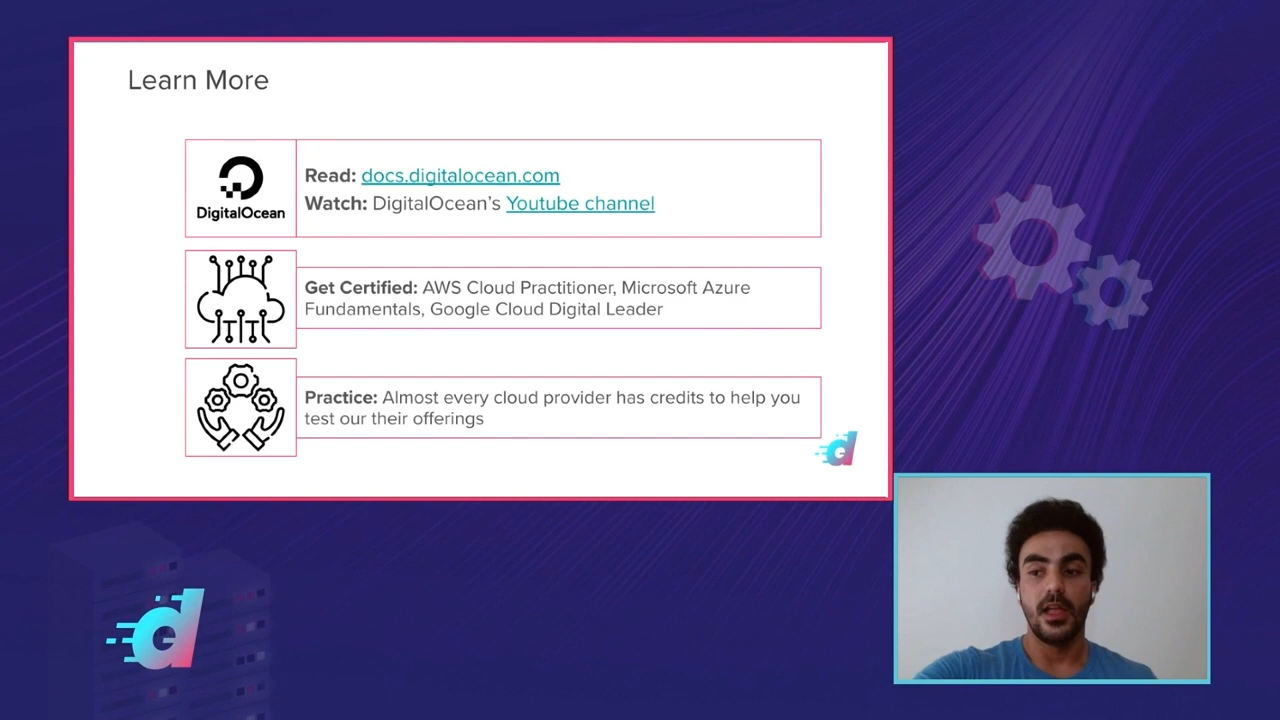 Learn More
DigitalOcean
Read: docs.digitalocean.com
Watch: DigitalOcean’s Youtube channel
Get Certified: AWS Cloud Practitioner, Microsoft Azure
Fundamentals, Google Cloud Digital Leader
Practice: Almost every cloud provider has credits to help you
test our their offerings
d
d